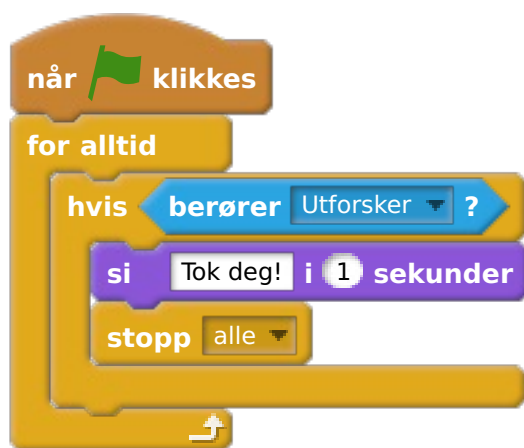 når klikkes
for alltid
hvis berører Utforsker ?
si Tok deg! i 1 sekunder
stopp alle